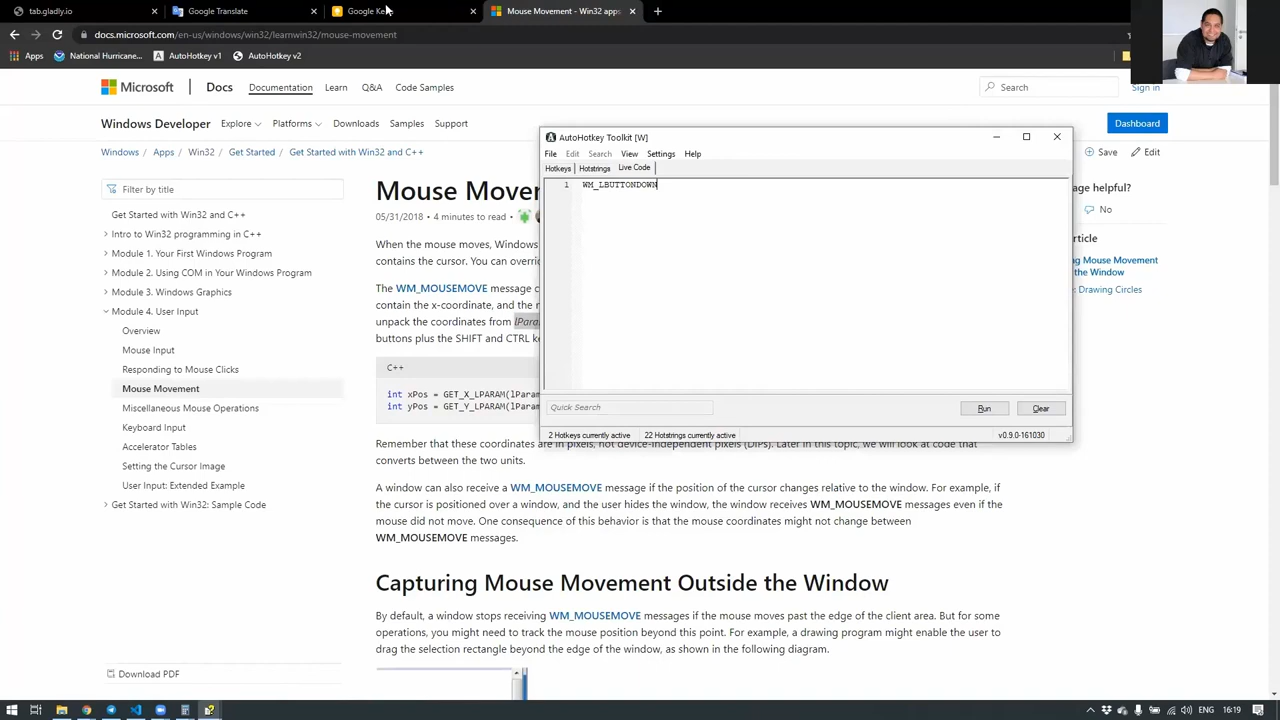 tab.gladly.io
Google Translate
Google Ke
Mouse Movement - Win32 apps
docs.microsoft.com/en-us/windows/win32/learnwin32/mouse-movement
Apps
National Hurricane...
AutoHotkey v1
AutoHotkey v2
Microsoft
Docs
Documentation
Learn
Q&A
Code Samples
Search
Sign in
Windows Developer
Explore
Platforms
Downloads
Samples
Support
Dashboard
Windows / Apps / Win32 / Get Started / Get Started with Win32 and C++
Save
Edit
Filter by title
Get Started with Win32 and C++
Intro to Win32 programming in C++
Module 1. Your First Windows Program
Module 2. Using COM in Your Windows Program
Module 3. Windows Graphics
Module 4. User Input
Overview
Mouse Input
Responding to Mouse Clicks
Mouse Movement
Miscellaneous Mouse Operations
Keyboard Input
Accelerator Tables
Setting the Cursor Image
User Input: Extended Example
Get Started with Win32: Sample Code
Download PDF
Mouse Move
05/31/2018 • 4 minutes to read •
When the mouse moves, Windows
contains the cursor. You can overri
The WM_MOUSEMOVE message c
contain the x-coordinate, and the n
unpack the coordinates from lPara
buttons plus the SHIFT and CTRL k
C++
int xPos = GET_X_LPARAM(lParam
int yPos = GET_Y_LPARAM(lParam
Remember that these coordinates are in pixels, not device-independent pixels (DIPs). Later in this topic, we will look at code that
converts between the two units.
A window can also receive a WM_MOUSEMOVE message if the position of the cursor changes relative to the window. For example, if
the cursor is positioned over a window, and the user hides the window, the window receives WM_MOUSEMOVE messages even if the
mouse did not move. One consequence of this behavior is that the mouse coordinates might not change between
WM_MOUSEMOVE messages.
Capturing Mouse Movement Outside the Window
By default, a window stops receiving WM_MOUSEMOVE messages if the mouse moves past the edge of the client area. But for some
operations, you might need to track the mouse position beyond this point. For example, a drawing program might enable the user to
drag the selection rectangle beyond the edge of the window, as shown in the following diagram.
AutoHotkey Toolkit [W]
File
Edit
Search
View
Settings
Help
Hotkeys
Hotstrings
Live Code
1
WM_LBUTTONDOWN
Quick Search
Run
Clear
2 Hotkeys currently active
22 Hotstrings currently active
v0.9.0-161030
age helpful?
No
rticle
ng Mouse Movement
the Window
: Drawing Circles
ENG
16:19